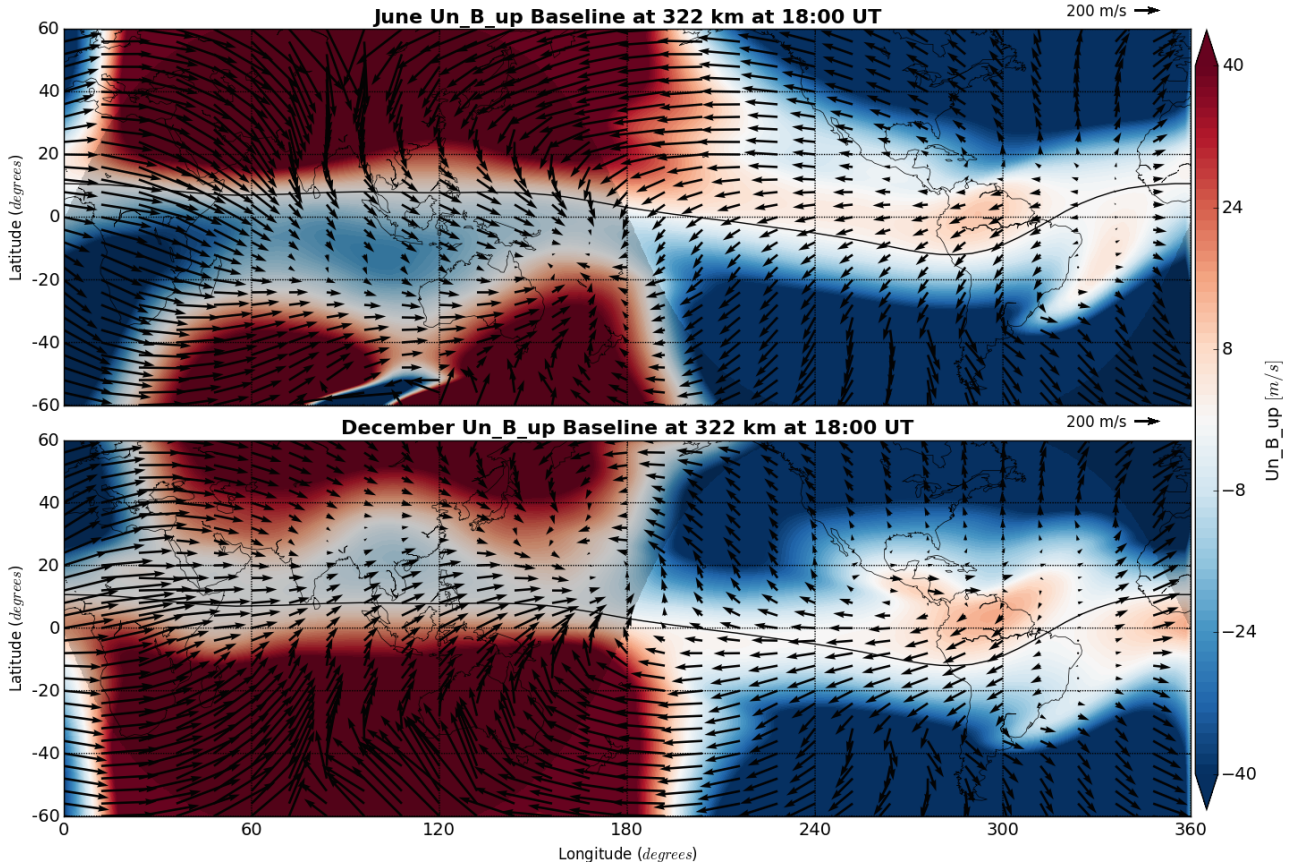 June Un_B_up Baseline at 322 km at 18:00 UT
200 m/s
60
40
20
0
-20
-40
-60
Latitude (degrees)
December Un_B_up Baseline at 322 km at 18:00 UT
200 m/s
60
40
20
0
-20
-40
-60
Latitude (degrees)
0 60 120 180 240 300 360
Longitude (degrees)
40
24
8
−8
−24
−40
Un_B_up [m/s]